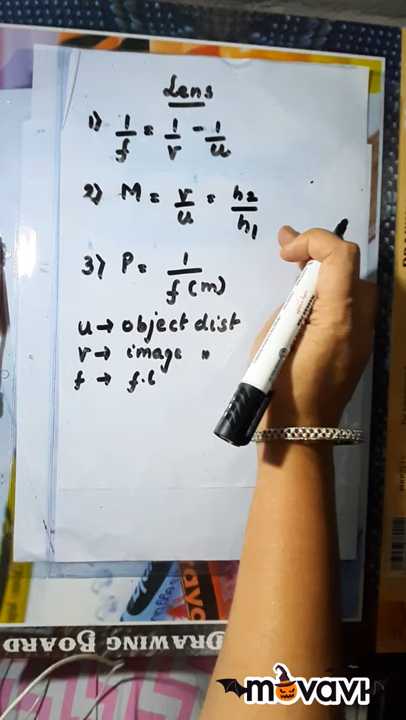 Lens
1) 1/f = 1/v - 1/u
2) M = v/u = h2/h1
3) P = 1/f (m)
u → object dist
v → image "
f → f.l
DRAWING BOARD
movavi